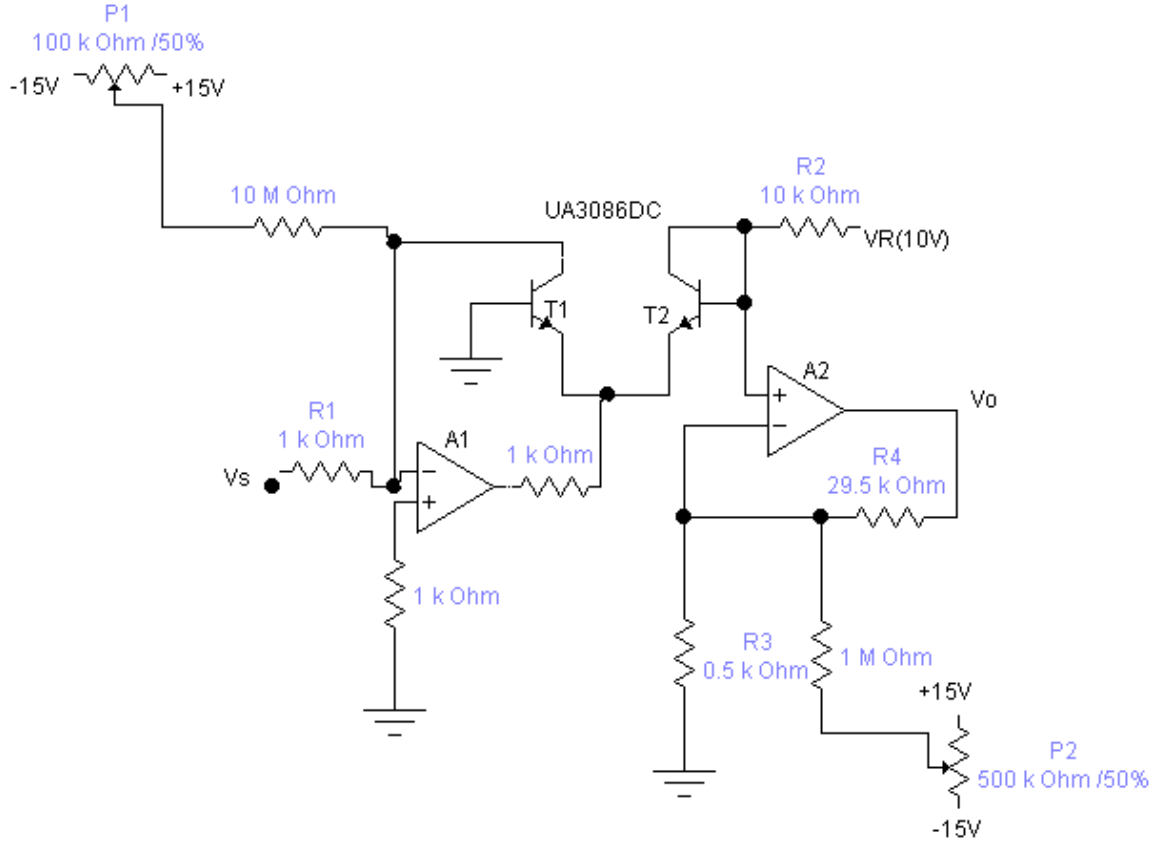 P1
100 k Ohm /50%
-15V
+15V
10 M Ohm
UA3086DC
R2
10 k Ohm
VR(10V)
T1
T2
A2
Vo
R1
1 k Ohm
Vs
A1
1 k Ohm
R4
29.5 k Ohm
1 k Ohm
R3
0.5 k Ohm
1 M Ohm
+15V
P2
500 k Ohm /50%
-15V